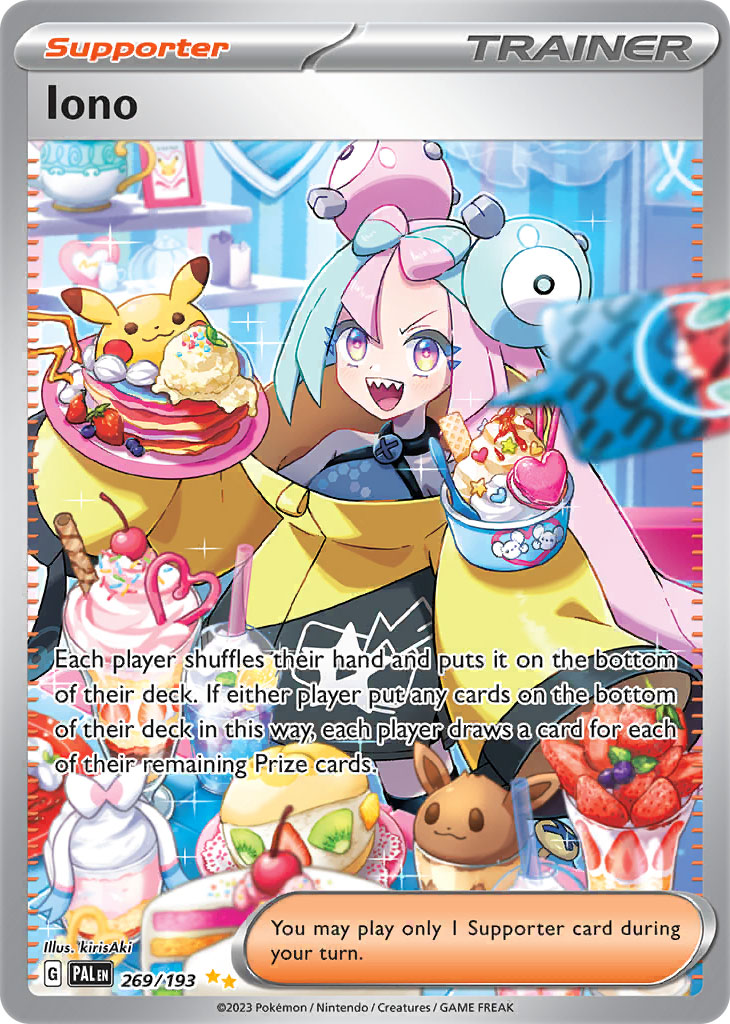 Supporter
TRAINER
Iono
Each player shuffles their hand and puts it on the bottom
of their deck. If either player put any cards on the bottom
of their deck in this way, each player draws a card for each
of their remaining Prize cards.
You may play only 1 Supporter card during
your turn.
Illus. kirisAki
G PAL EN 269/193
©2023 Pokémon / Nintendo / Creatures / GAME FREAK